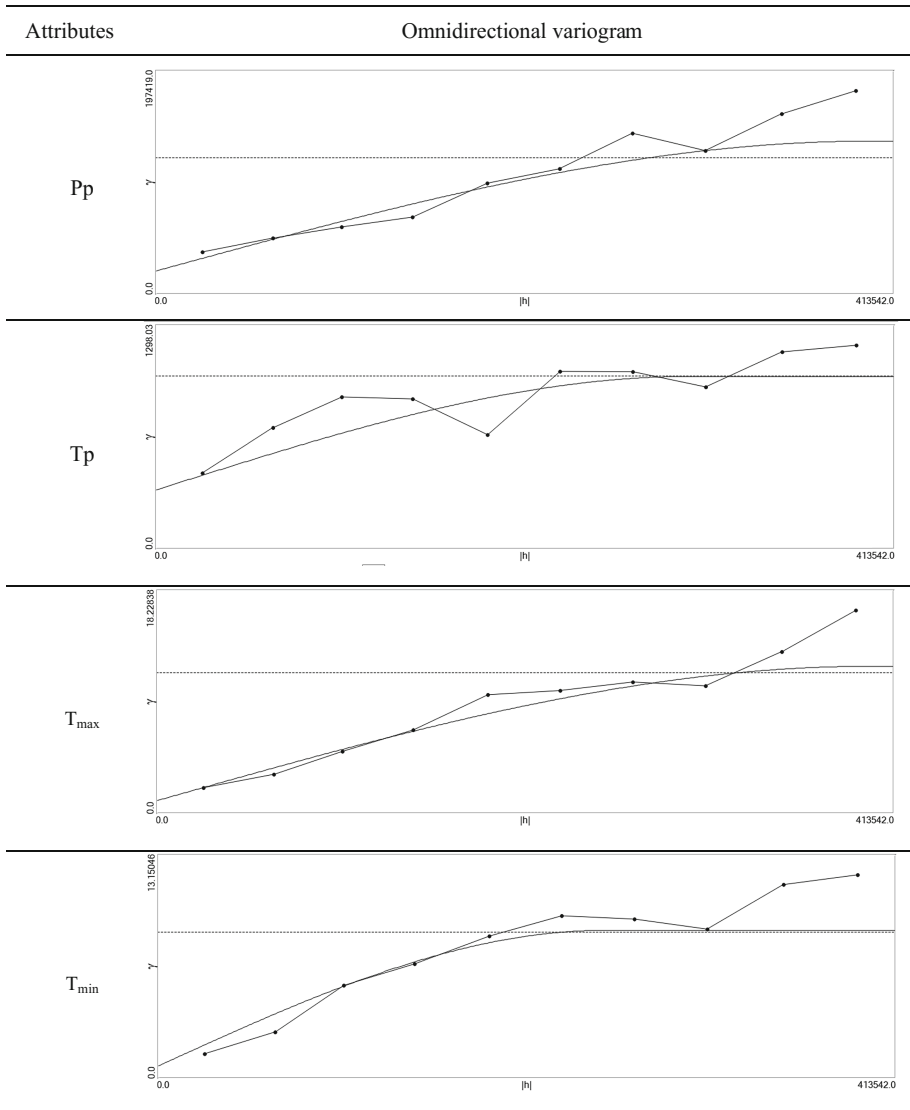 Attributes Omnidirectional variogram
197419.0
Pp
γ
0.0
0.0 |h| 413542.0
1298.03
Tp
γ
0.0
0.0 |h| 413542.0
18.22838
Tmax
γ
0.0
0.0 |h| 413542.0
13.15046
Tmin
γ
0.0
0.0 |h| 413542.0